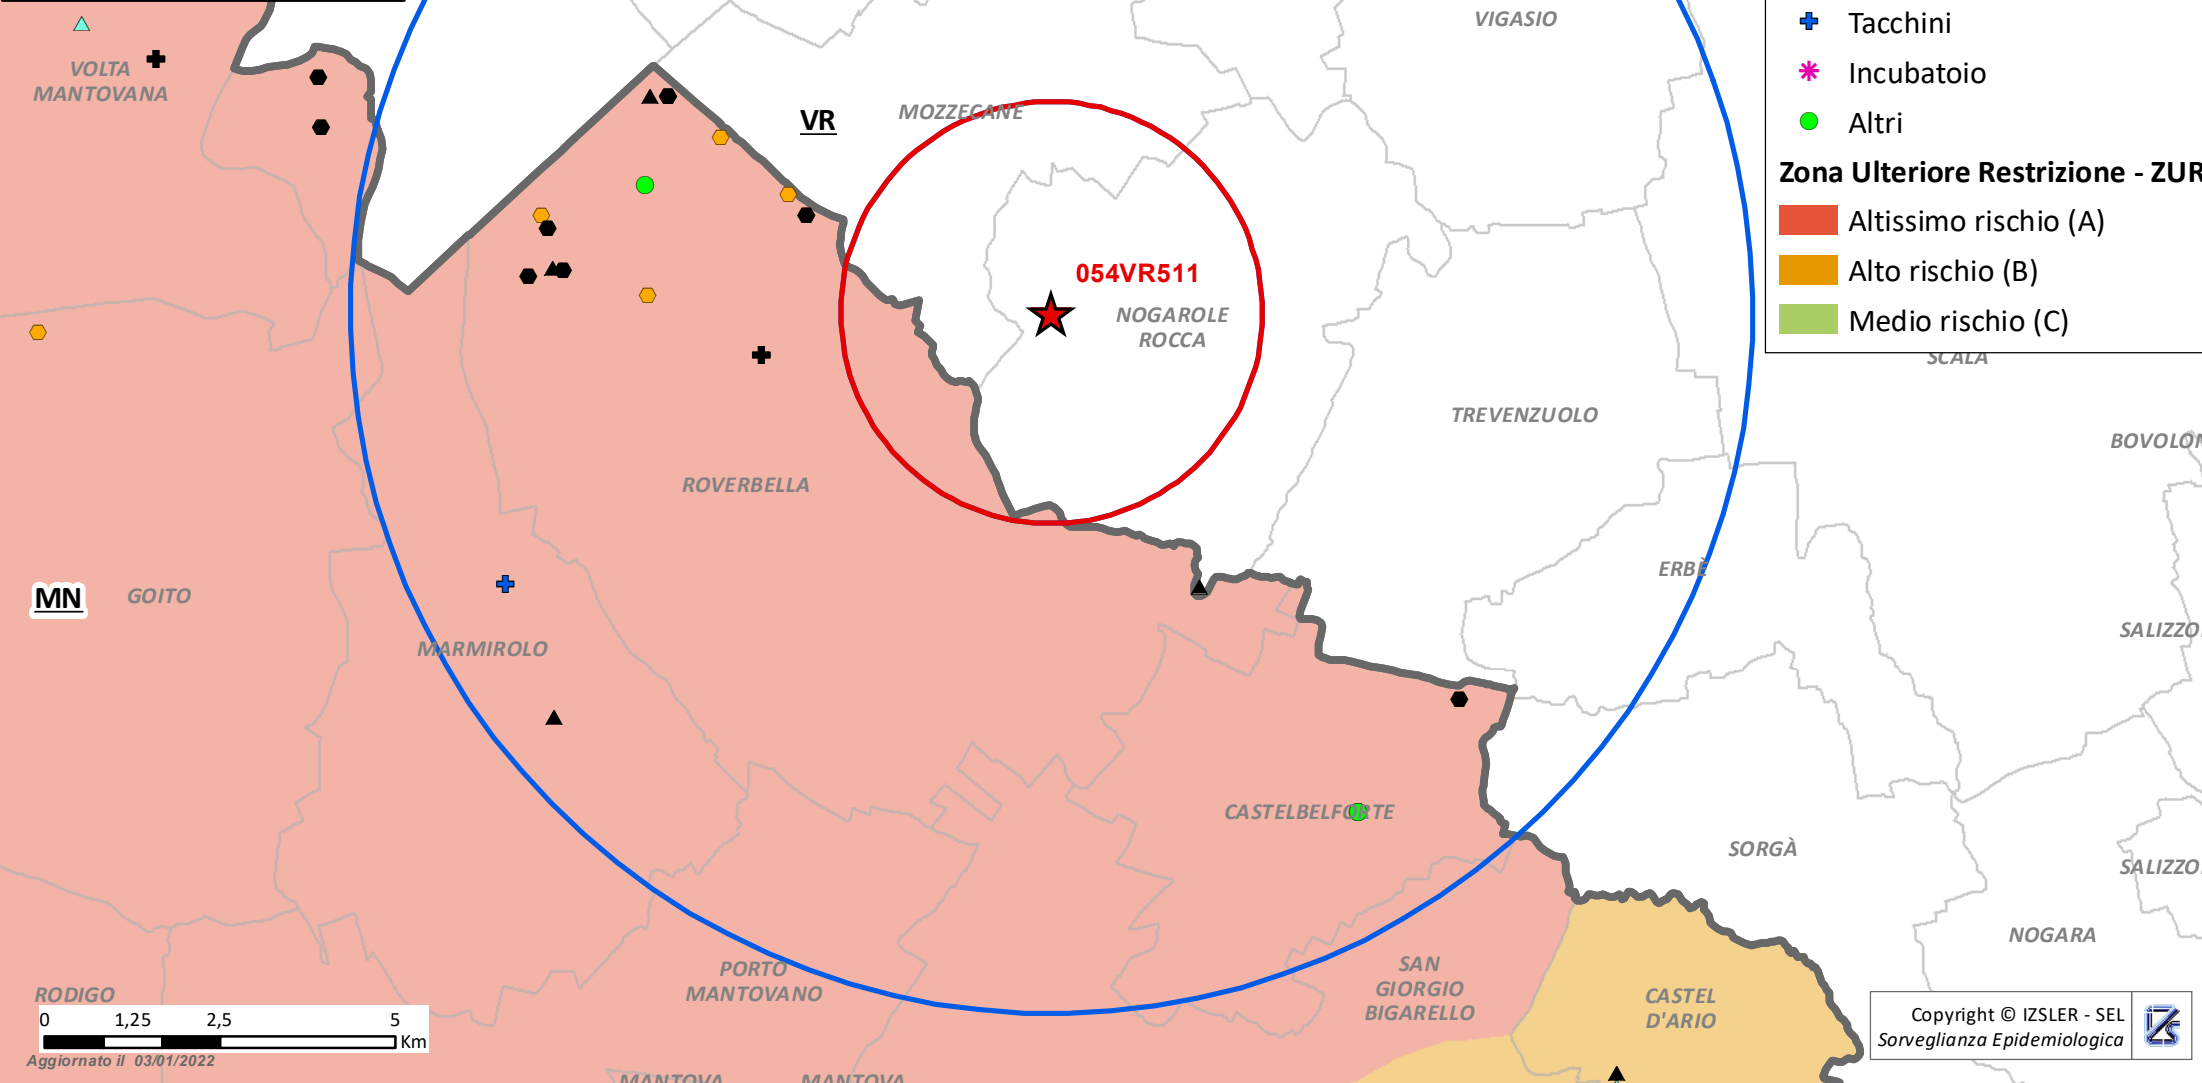 VIGASIO
Tacchini
Incubatoio
Altri
Zona Ulteriore Restrizione - ZUR
Altissimo rischio (A)
Alto rischio (B)
Medio rischio (C)
VOLTA
MANTOVANA
VR
MOZZECANE
054VR511
NOGAROLE
ROCCA
SCALA
TREVENZUOLO
BOVOLON
ROVERBELLA
ERBÈ
MN
GOITO
SALIZZO
MARMIROLO
CASTELBELFORTE
SORGÀ
SALIZZO
NOGARA
PORTO
MANTOVANO
SAN
GIORGIO
BIGARELLO
CASTEL
D'ARIO
RODIGO
0 1,25 2,5 5
Km
Aggiornato il 03/01/2022
Copyright © IZSLER - SEL
Sorveglianza Epidemiologica
IZS
MANTOVA
MANTOVA